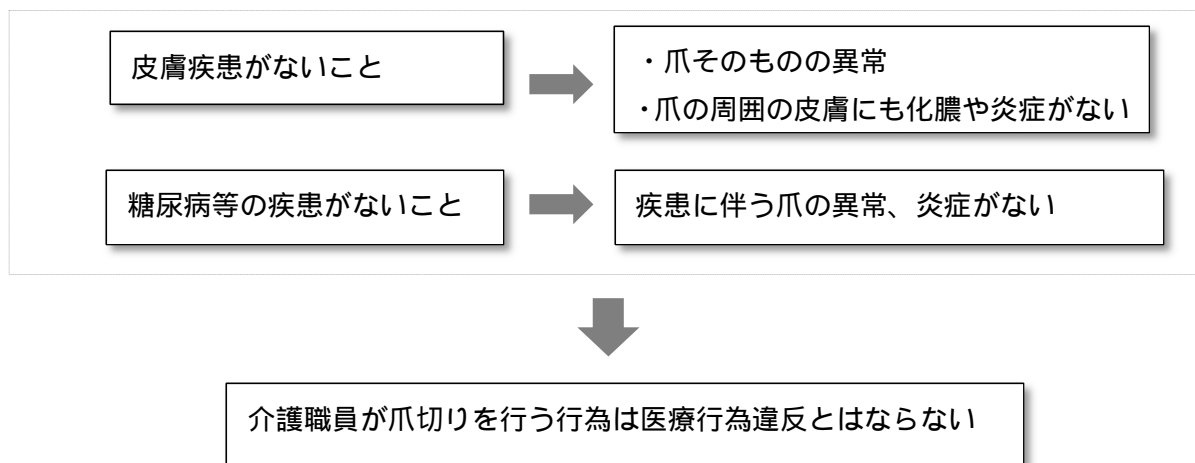 皮膚疾患がないこと
・爪そのものの異常
・爪の周囲の皮膚にも化膿や炎症がない
糖尿病等の疾患がないこと
疾患に伴う爪の異常、炎症がない
介護職員が爪切りを行う行為は医療行為違反とはならない